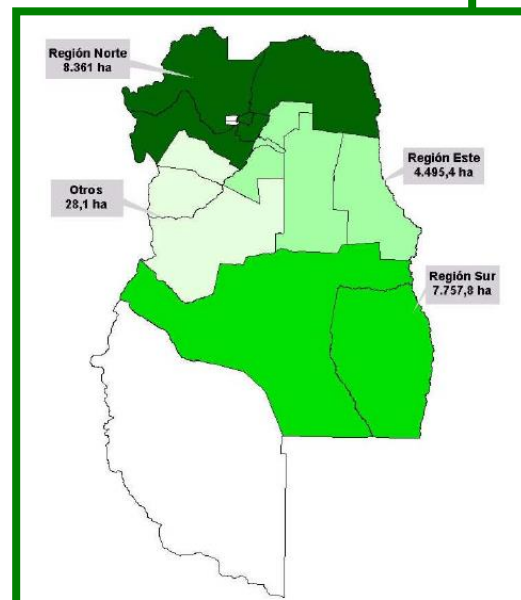 Región Norte
8.361 ha
Región Este
4.495,4 ha
Otros
28,1 ha
Región Sur
7.757,8 ha